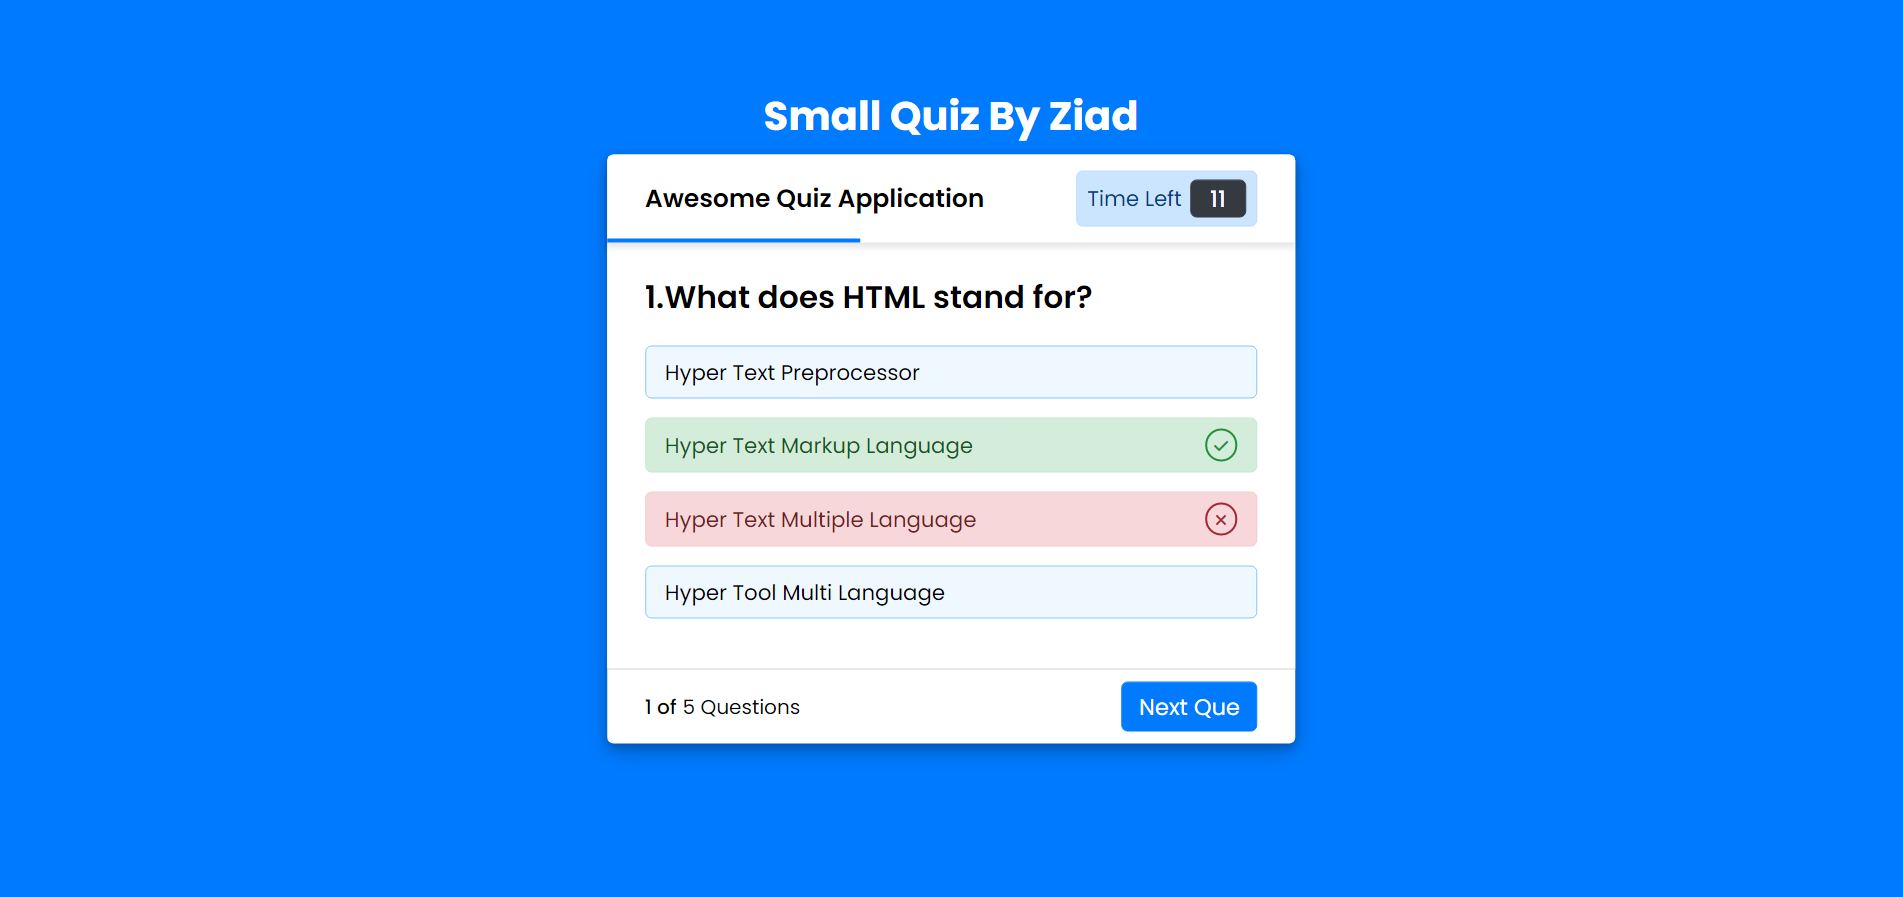 Small Quiz By Ziad
Awesome Quiz Application
Time Left 11
1.What does HTML stand for?
Hyper Text Preprocessor
Hyper Text Markup Language
Hyper Text Multiple Language
Hyper Tool Multi Language
1 of 5 Questions
Next Que